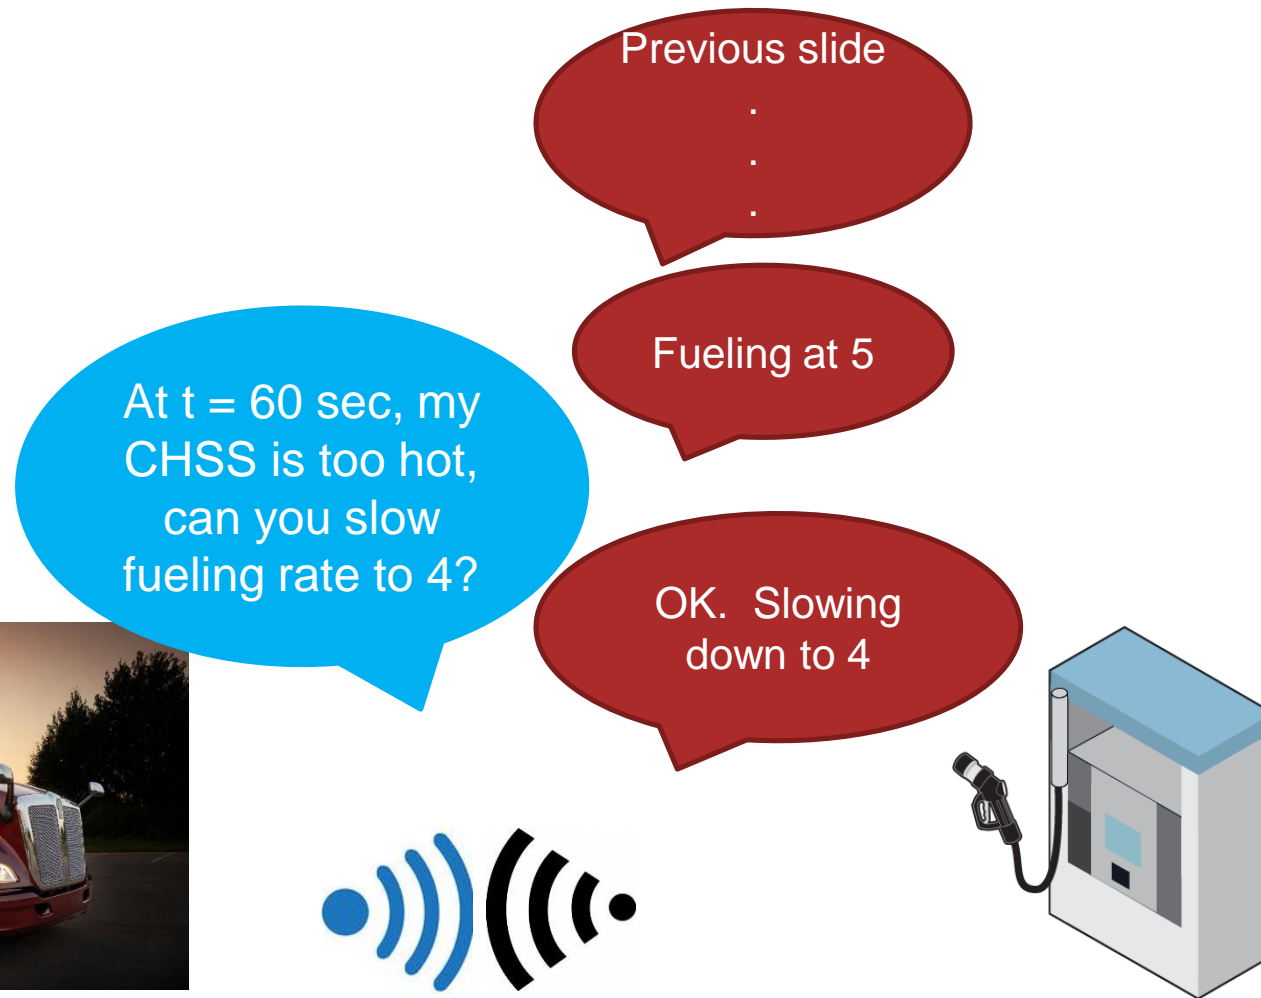 Previous slide
.
.
.
Fueling at 5
At t = 60 sec, my
CHSS is too hot,
can you slow
fueling rate to 4?
OK.  Slowing
down to 4